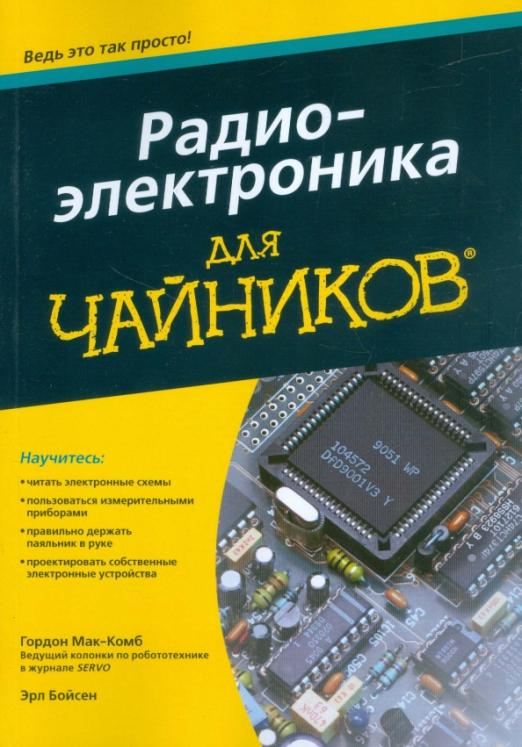 Ведь это так просто!
Радио-
электроника
для
ЧАЙНИКОВ®
Научитесь:
• читать электронные схемы
• пользоваться измерительными
приборами
• правильно держать
паяльник в руке
• проектировать собственные
электронные устройства
Гордон Мак-Комб
Ведущий колонки по робототехнике
в журнале SERVO
Эрл Бойсен
9051 WP
104572
DFD9001V3 Y